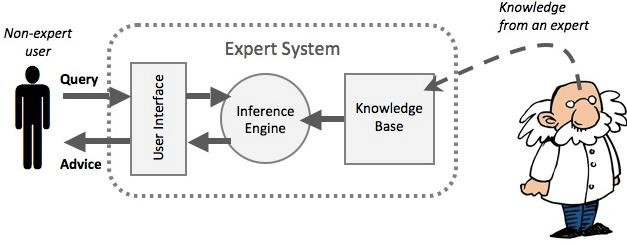 Non-expert
user
Query
Advice
Expert System
User Interface
Inference
Engine
Knowledge
Base
Knowledge
from an expert